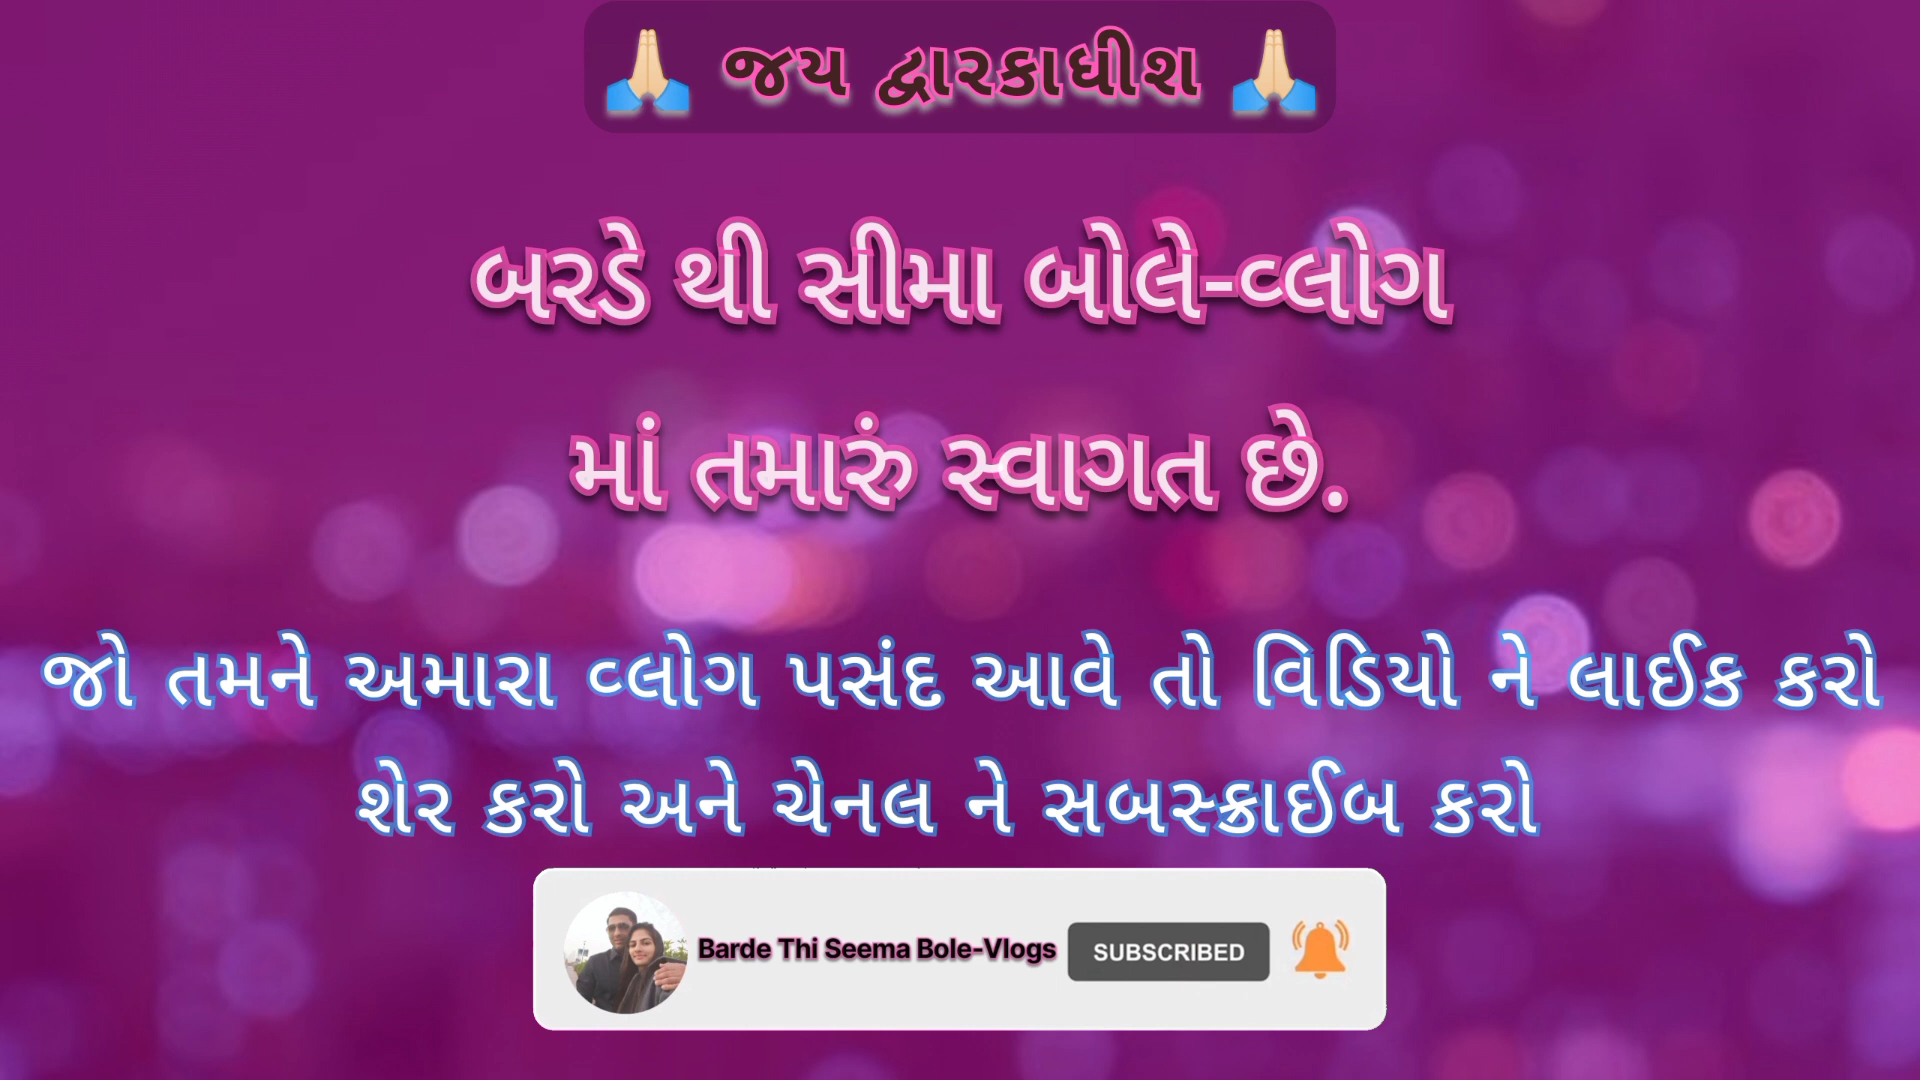 🙏🏻 જય દ્વારકાધીશ 🙏🏻
બરડે થી સીમા બોલે-વ્લોગ
માં તમારું સ્વાગત છે.
જો તમને અમારા વ્લોગ પસંદ આવે તો વિડિયો ને લાઈક કરો
શેર કરો અને ચેનલ ને સબસ્ક્રાઈબ કરો
Barde Thi Seema Bole-Vlogs SUBSCRIBED